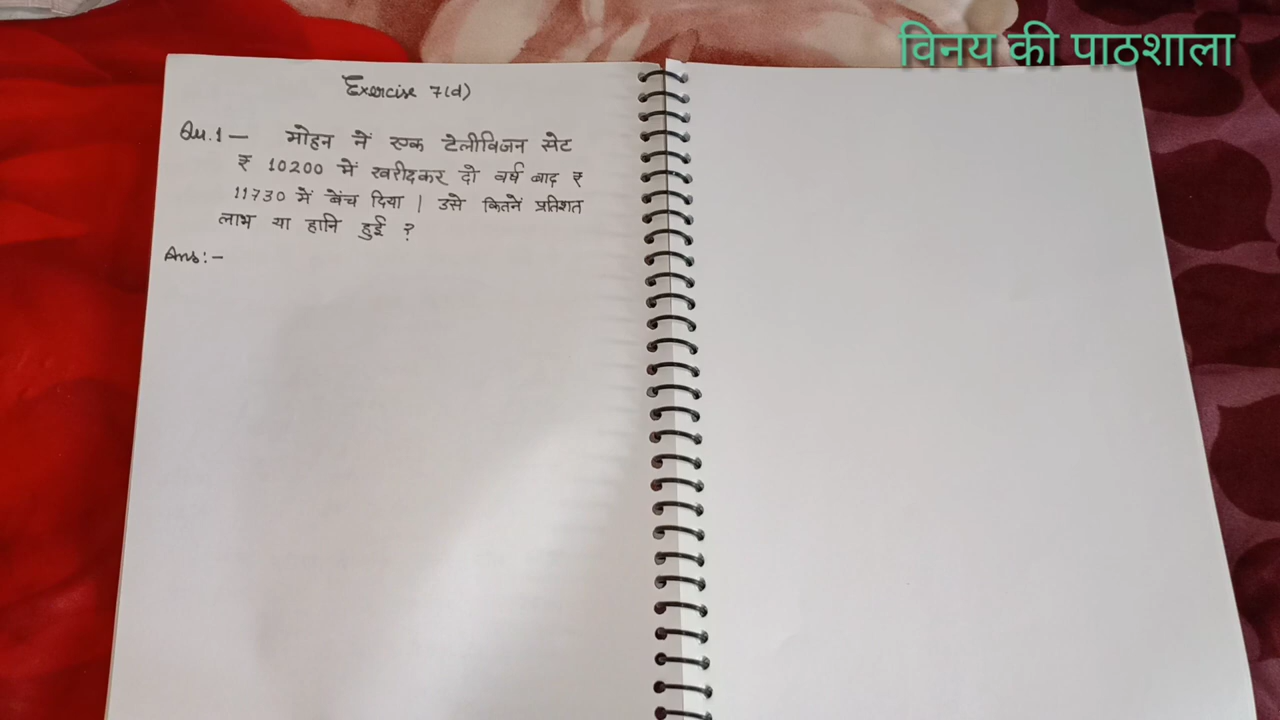 विनय की पाठशाला
Exercise 7(d)
Qu.1 — मोहन नें एक टेलीविजन सेट
₹ 10200 में खरीदकर दो वर्ष बाद ₹
11730 में बेंच दिया | उसे कितनें प्रतिशत
लाभ या हानि हुई ?
Ans:-